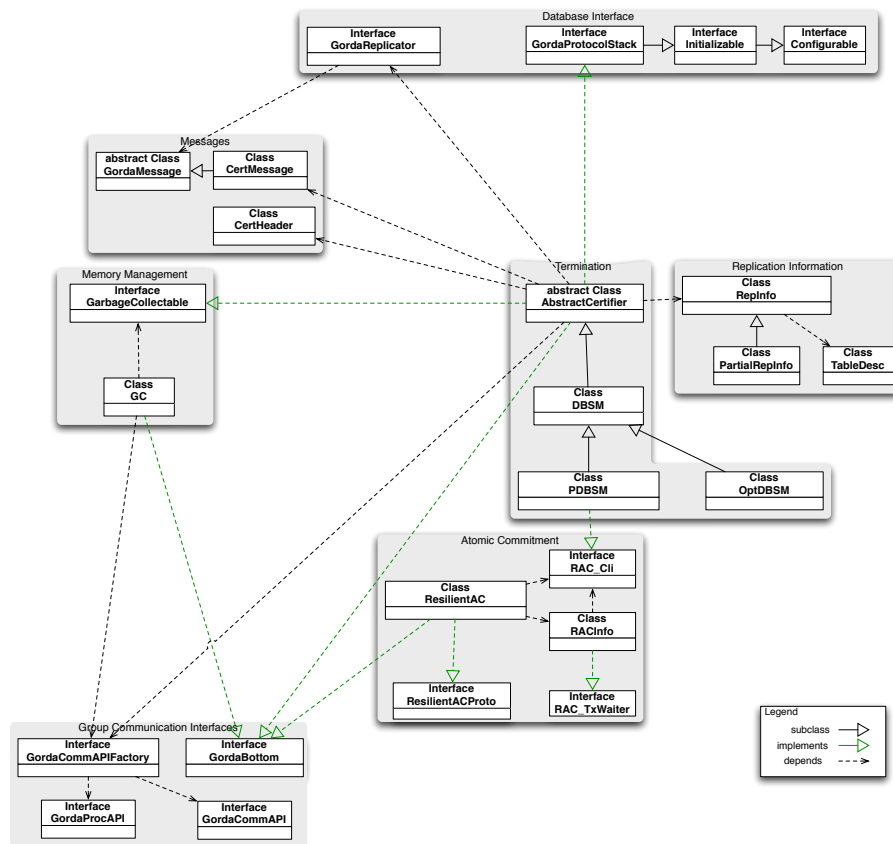 Database Interface
Interface
GordaReplicator
Interface
GordaProtocolStack
Interface
Initializable
Interface
Configurable
Messages
abstract Class
GordaMessage
Class
CertMessage
Class
CertHeader
Memory Management
Interface
GarbageCollectable
Class
GC
Termination
abstract Class
AbstractCertifier
Class
DBSM
Class
PDBSM
Class
OptDBSM
Replication Information
Class
RepInfo
Class
PartialRepInfo
Class
TableDesc
Atomic Commitment
Interface
RAC_Cli
Class
ResilientAC
Class
RACInfo
Interface
ResilientACProto
Interface
RAC_TxWaiter
Group Communication Interfaces
Interface
GordaCommAPIFactory
Interface
GordaBottom
Interface
GordaProcAPI
Interface
GordaCommAPI
Legend
subclass
implements
depends